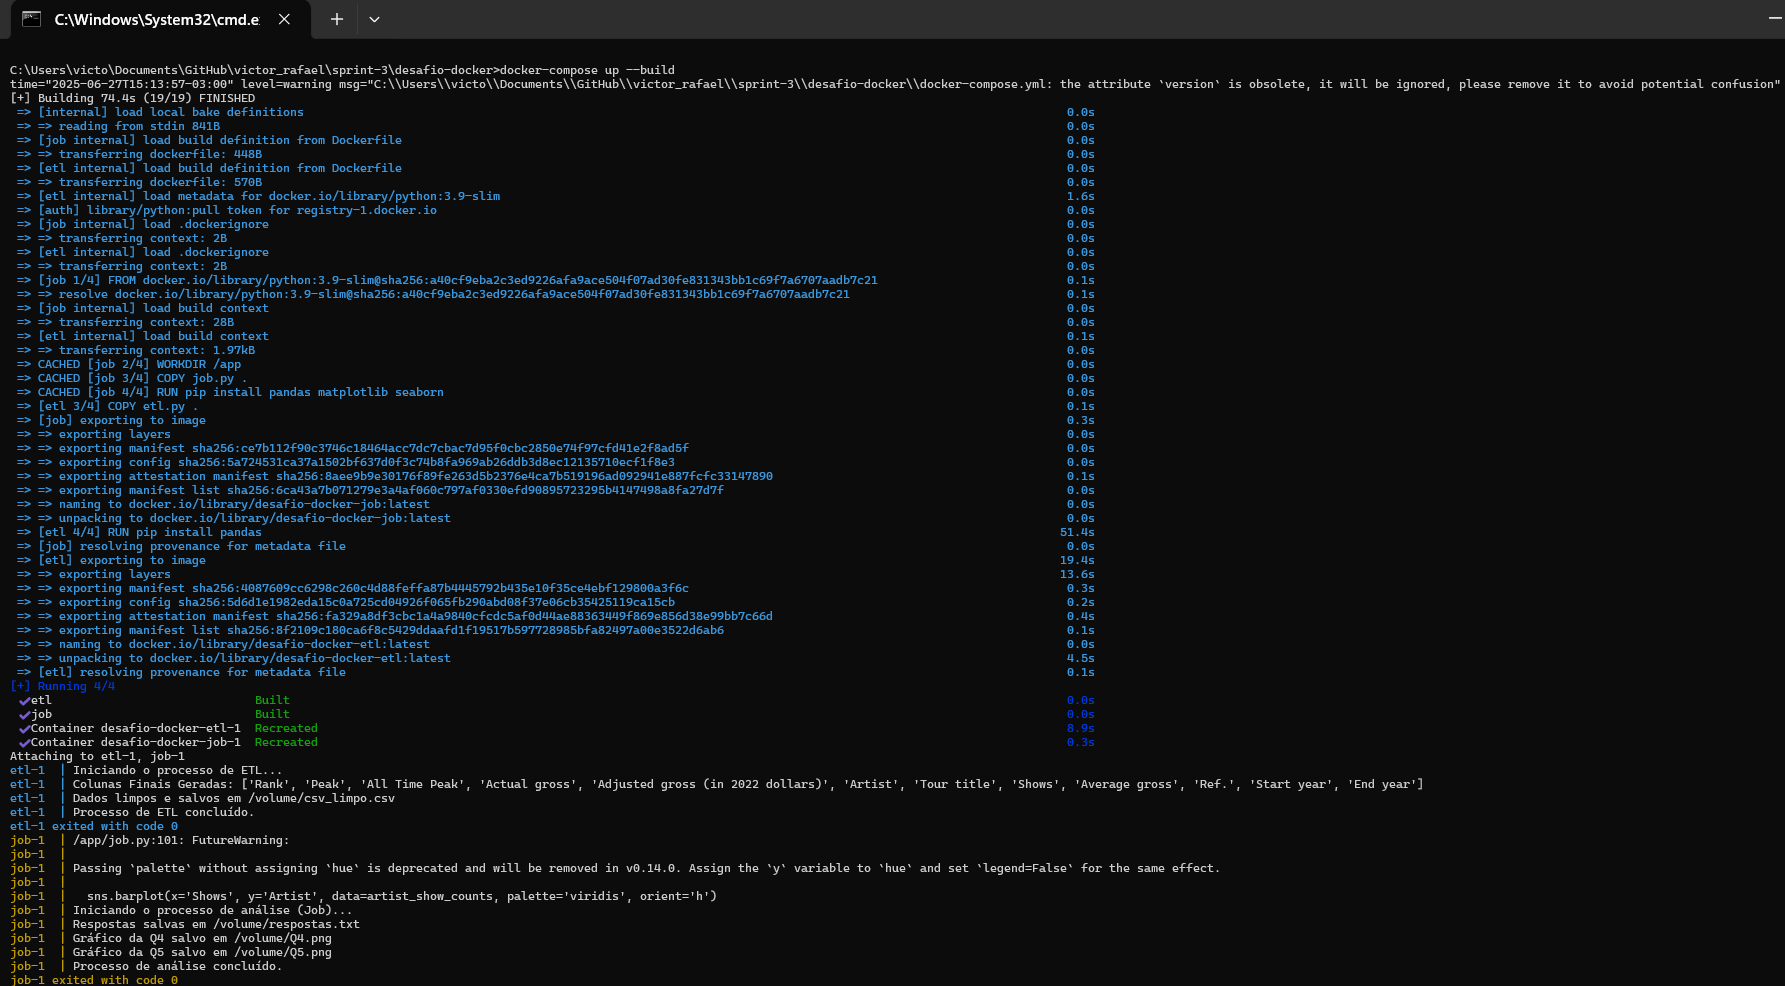 C:\Windows\System32\cmd.e
C:\Users\victo\Documents\GitHub\victor_rafael\sprint-3\desafio-docker>docker-compose up --build
time="2025-06-27T15:13:57-03:00" level=warning msg="C:\\Users\\victo\\Documents\\GitHub\\victor_rafael\\sprint-3\\desafio-docker\\docker-compose.yml: the attribute `version` is obsolete, it will be ignored, please remove it to avoid potential confusion"
[+] Building 74.4s (19/19) FINISHED
=> [internal] load local bake definitions 0.0s
=> => reading from stdin 841B 0.0s
=> [job internal] load build definition from Dockerfile 0.0s
=> => transferring dockerfile: 448B 0.0s
=> [etl internal] load build definition from Dockerfile 0.0s
=> => transferring dockerfile: 570B 0.0s
=> [etl internal] load metadata for docker.io/library/python:3.9-slim 1.6s
=> [auth] library/python:pull token for registry-1.docker.io 0.0s
=> [job internal] load .dockerignore 0.0s
=> => transferring context: 2B 0.0s
=> [etl internal] load .dockerignore 0.0s
=> => transferring context: 2B 0.0s
=> [job 1/4] FROM docker.io/library/python:3.9-slim@sha256:a40cf9eba2c3ed9226afa9ace504f07ad30fe831343bb1c69f7a6707aadb7c21 0.1s
=> => resolve docker.io/library/python:3.9-slim@sha256:a40cf9eba2c3ed9226afa9ace504f07ad30fe831343bb1c69f7a6707aadb7c21 0.1s
=> [job internal] load build context 0.0s
=> => transferring context: 28B 0.0s
=> [etl internal] load build context 0.1s
=> => transferring context: 1.97kB 0.0s
=> CACHED [job 2/4] WORKDIR /app 0.0s
=> CACHED [job 3/4] COPY job.py . 0.0s
=> CACHED [job 4/4] RUN pip install pandas matplotlib seaborn 0.0s
=> [etl 3/4] COPY etl.py . 0.1s
=> [job] exporting to image 0.3s
=> => exporting layers 0.0s
=> => exporting manifest sha256:ce7b112f90c3746c18464acc7dc7cbac7d95f0cbc2850e74f97cfd41e2f8ad5f 0.0s
=> => exporting config sha256:5a724531ca37a1502bf637d0f3c74b8fa969ab26ddb3d8ec12135710ecf1f8e3 0.0s
=> => exporting attestation manifest sha256:8aee9b9e30176f89fe263d5b2376e4ca7b519196ad092941e887fcfc33147890 0.1s
=> => exporting manifest list sha256:6ca43a7b071279e3a4af060c797af0330efd90895723295b4147498a8fa27d7f 0.0s
=> => naming to docker.io/library/desafio-docker-job:latest 0.0s
=> => unpacking to docker.io/library/desafio-docker-job:latest 0.0s
=> [etl 4/4] RUN pip install pandas 51.4s
=> [job] resolving provenance for metadata file 0.0s
=> [etl] exporting to image 19.4s
=> => exporting layers 13.6s
=> => exporting manifest sha256:4087609cc6298c260c4d88feffa87b4445792b435e10f35ce4ebf129800a3f6c 0.3s
=> => exporting config sha256:5d6d1e1982eda15c0a725cd04926f065fb290abd08f37e06cb35425119ca15cb 0.2s
=> => exporting attestation manifest sha256:fa329a8df3cbc1a4a9840cfcdc5af0d44ae88363449f869e856d38e99bb7c66d 0.4s
=> => exporting manifest list sha256:8f2109c180ca6f8c5429ddaafd1f19517b597728985bfa82497a00e3522d6ab6 0.1s
=> => naming to docker.io/library/desafio-docker-etl:latest 0.0s
=> => unpacking to docker.io/library/desafio-docker-etl:latest 4.5s
=> [etl] resolving provenance for metadata file 0.1s
[+] Running 4/4
✔etl Built 0.0s
✔job Built 0.0s
✔Container desafio-docker-etl-1 Recreated 8.9s
✔Container desafio-docker-job-1 Recreated 0.3s
Attaching to etl-1, job-1
etl-1 | Iniciando o processo de ETL...
etl-1 | Colunas Finais Geradas: ['Rank', 'Peak', 'All Time Peak', 'Actual gross', 'Adjusted gross (in 2022 dollars)', 'Artist', 'Tour title', 'Shows', 'Average gross', 'Ref.', 'Start year', 'End year']
etl-1 | Dados limpos e salvos em /volume/csv_limpo.csv
etl-1 | Processo de ETL concluído.
etl-1 exited with code 0
job-1 | /app/job.py:101: FutureWarning:
job-1 |
job-1 | Passing `palette` without assigning `hue` is deprecated and will be removed in v0.14.0. Assign the `y` variable to `hue` and set `legend=False` for the same effect.
job-1 |
job-1 | sns.barplot(x='Shows', y='Artist', data=artist_show_counts, palette='viridis', orient='h')
job-1 | Iniciando o processo de análise (Job)...
job-1 | Respostas salvas em /volume/respostas.txt
job-1 | Gráfico da Q4 salvo em /volume/Q4.png
job-1 | Gráfico da Q5 salvo em /volume/Q5.png
job-1 | Processo de análise concluído.
job-1 exited with code 0